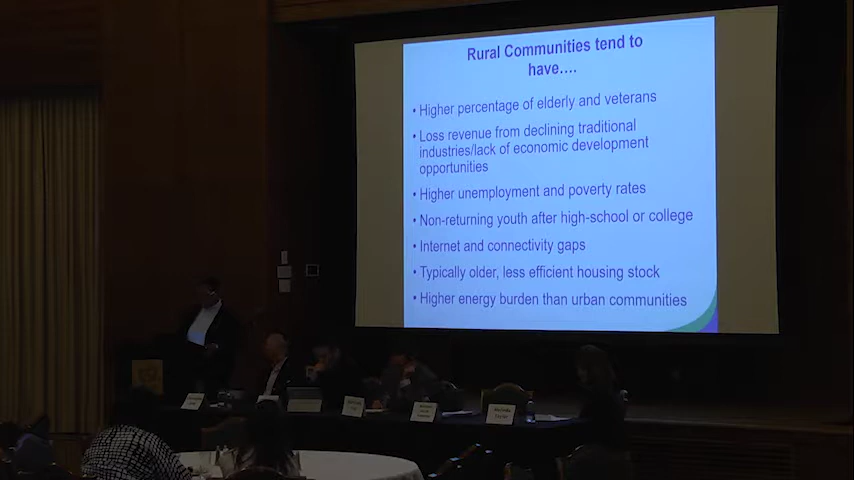 Rural Communities tend to
have....
• Higher percentage of elderly and veterans
• Loss revenue from declining traditional
industries/lack of economic development
opportunities
• Higher unemployment and poverty rates
• Non-returning youth after high-school or college
• Internet and connectivity gaps
• Typically older, less efficient housing stock
• Higher energy burden than urban communities